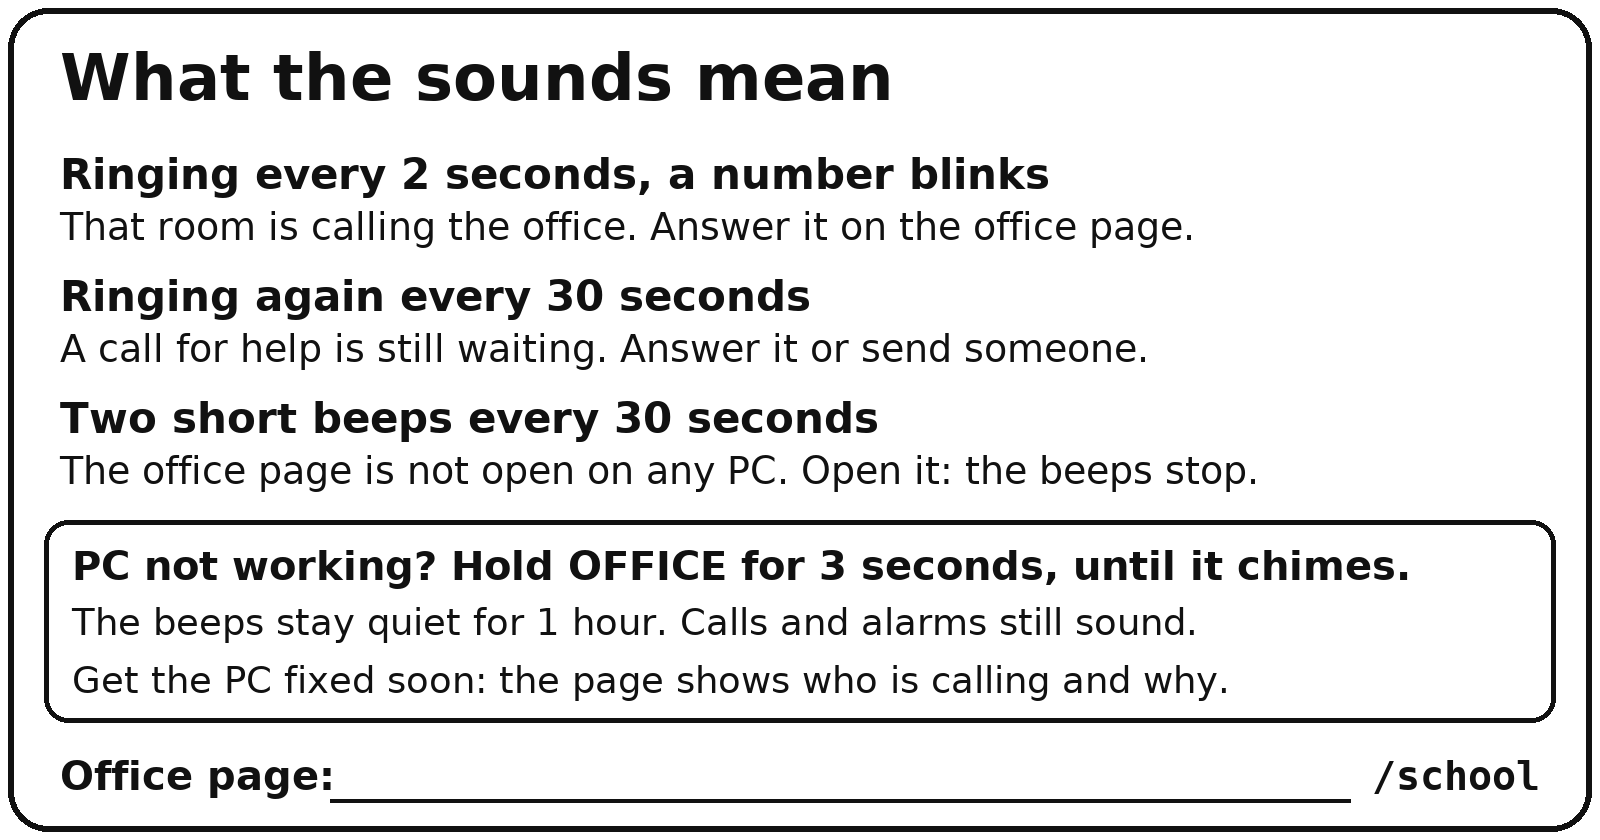 What the sounds mean
Ringing every 2 seconds, a number blinks
That room is calling the office. Answer it on the office page.
Ringing again every 30 seconds
A call for help is still waiting. Answer it or send someone.
Two short beeps every 30 seconds
The office page is not open on any PC. Open it: the beeps stop.
PC not working? Hold OFFICE for 3 seconds, until it chimes.
The beeps stay quiet for 1 hour. Calls and alarms still sound.
Get the PC fixed soon: the page shows who is calling and why.
Office page: /school